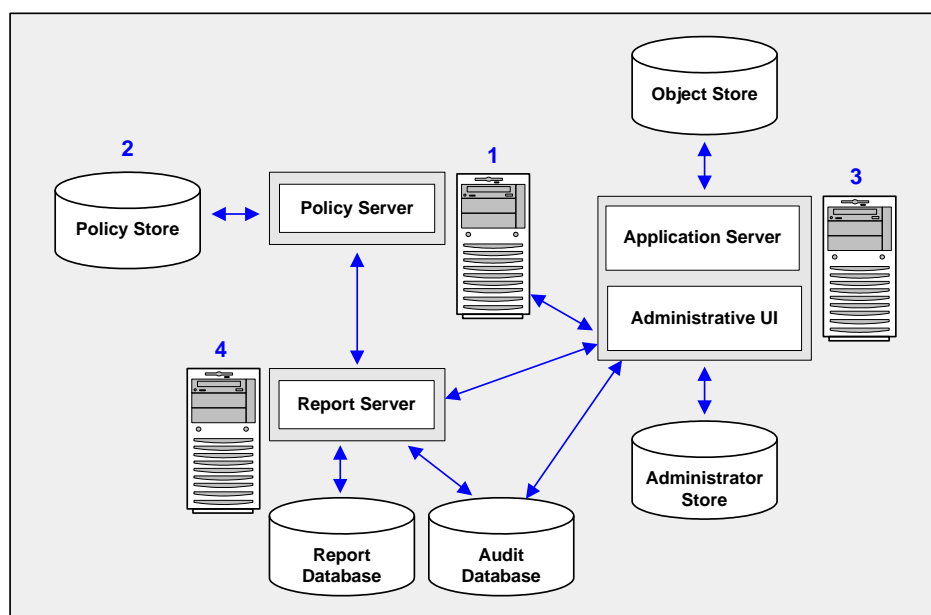 Object Store
2
1
3
Policy Store
Policy Server
Application Server
Administrative UI
4
Report Server
Administrator
Store
Report
Database
Audit
Database